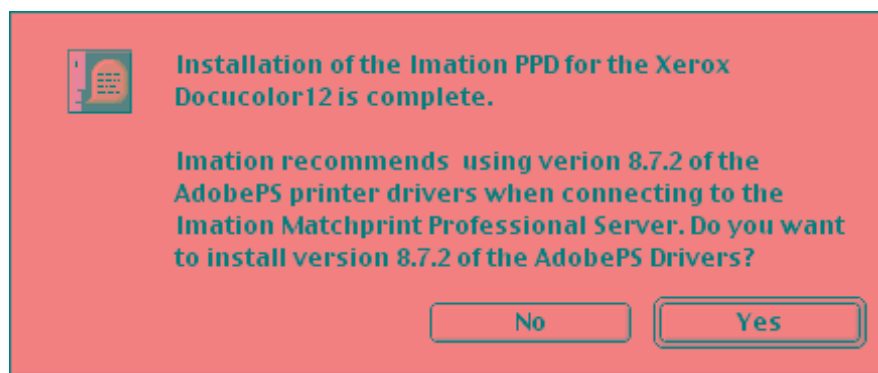 Installation of the Imation PPD for the Xerox
Docucolor12 is complete.
Imation recommends  using verion 8.7.2 of the
AdobePS printer drivers when connecting to the
Imation Matchprint Professional Server. Do you want
to install version 8.7.2 of the AdobePS Drivers?
No Yes